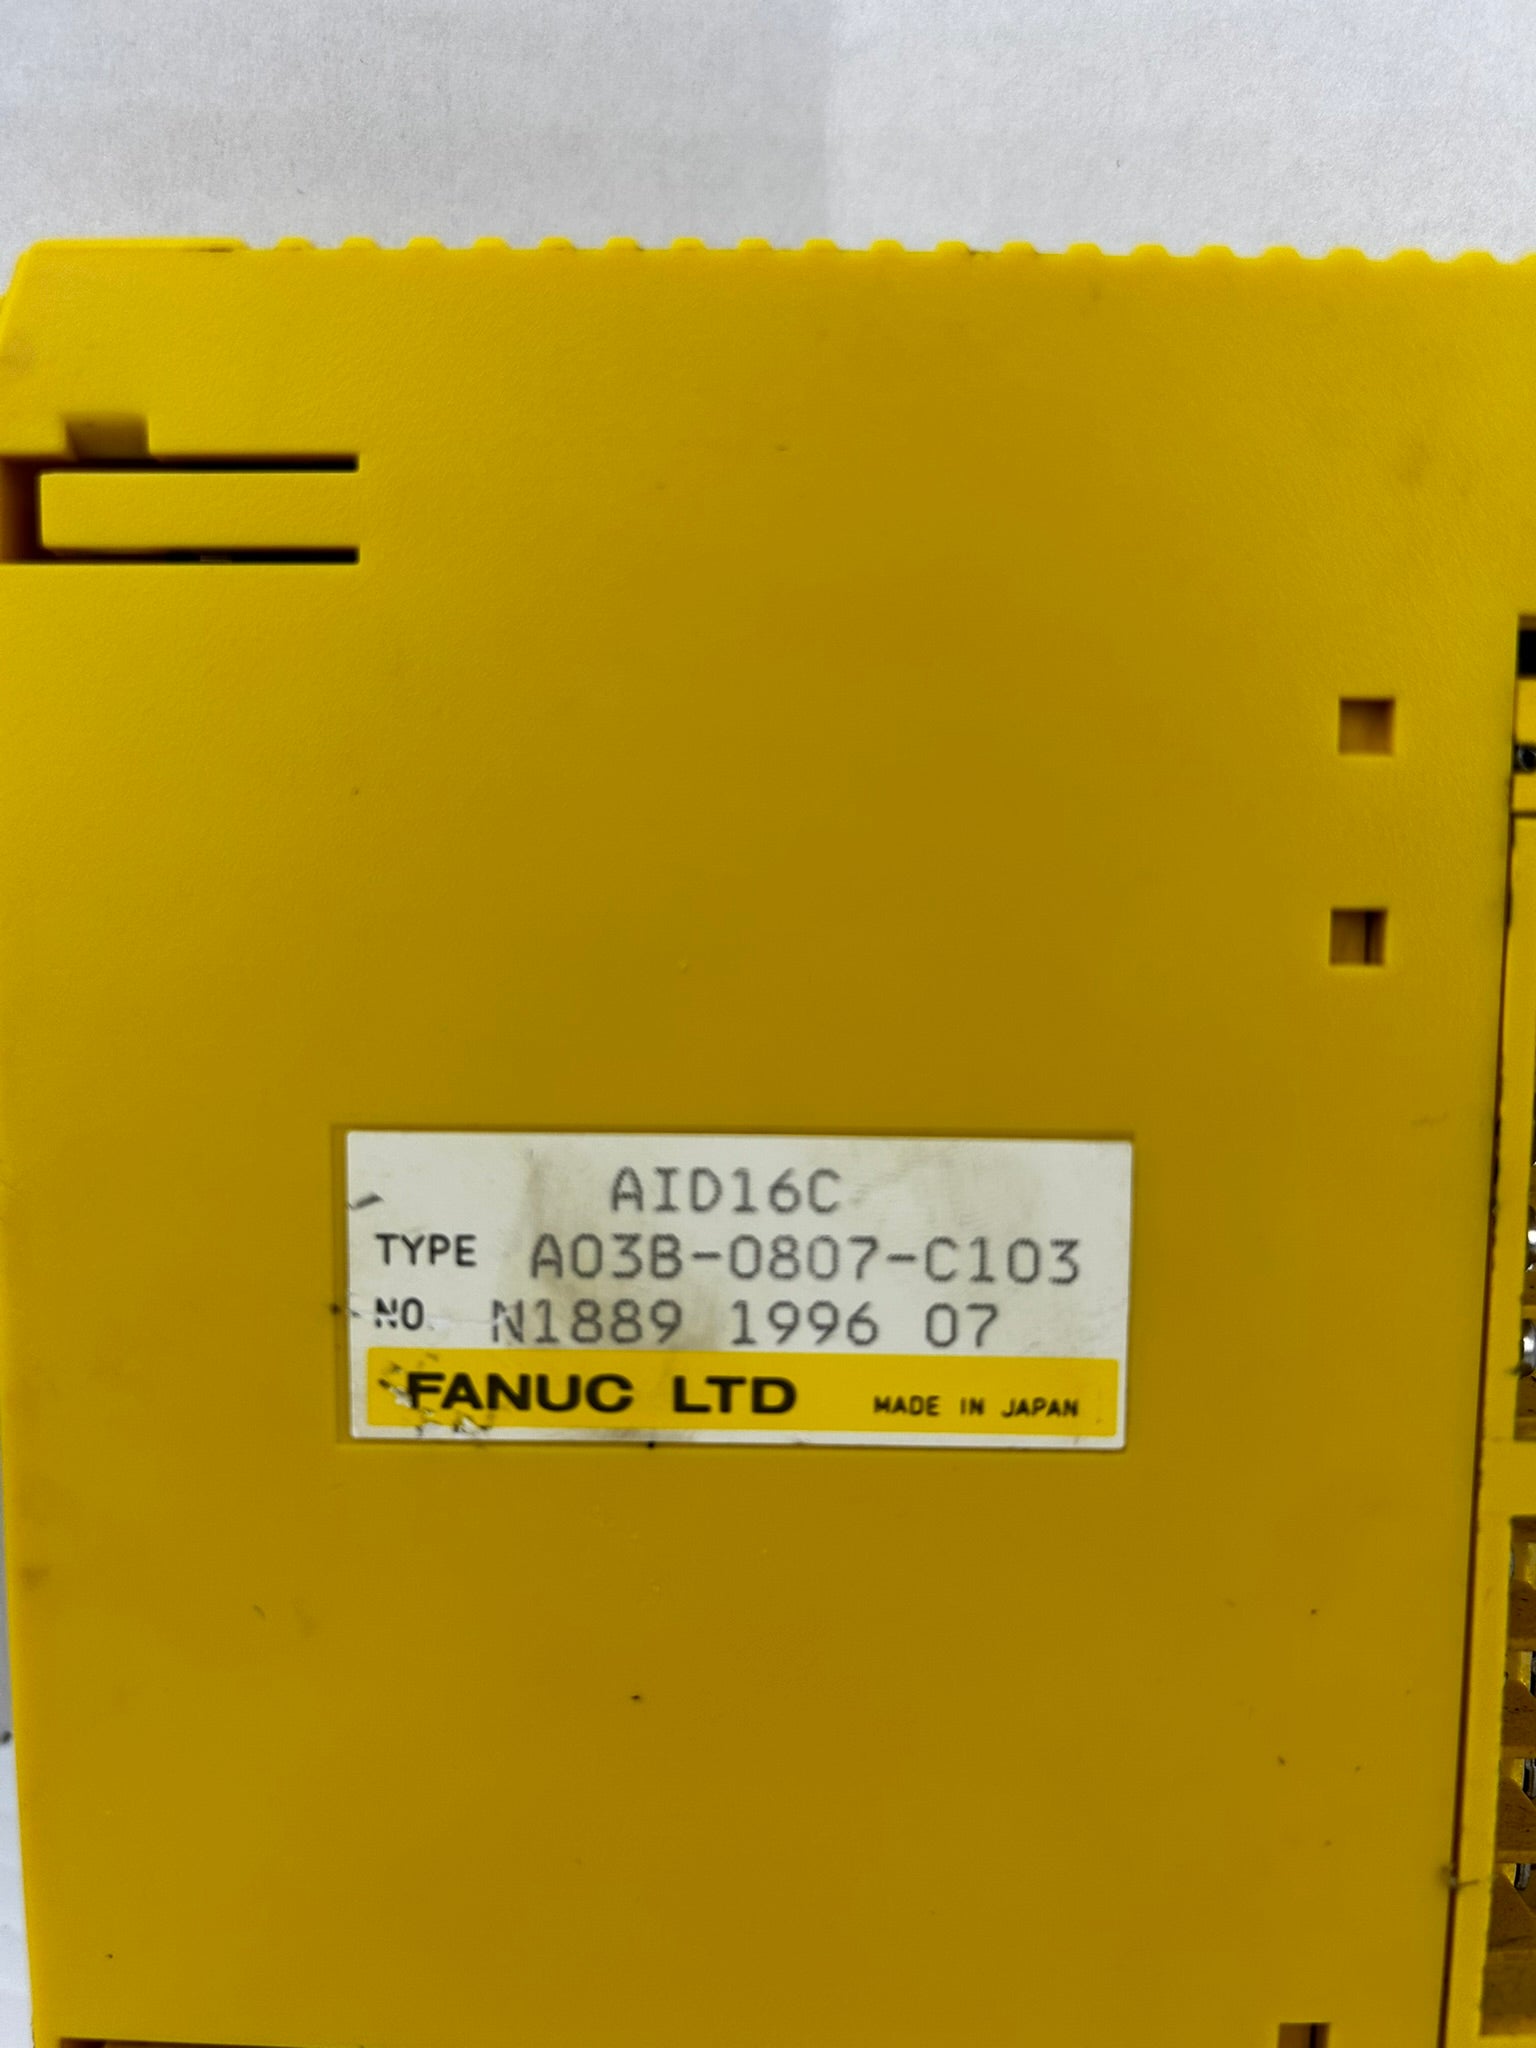 AID16C
TYPE A03B-0807-C103
NO. N1889 1996 07
FANUC LTD MADE IN JAPAN